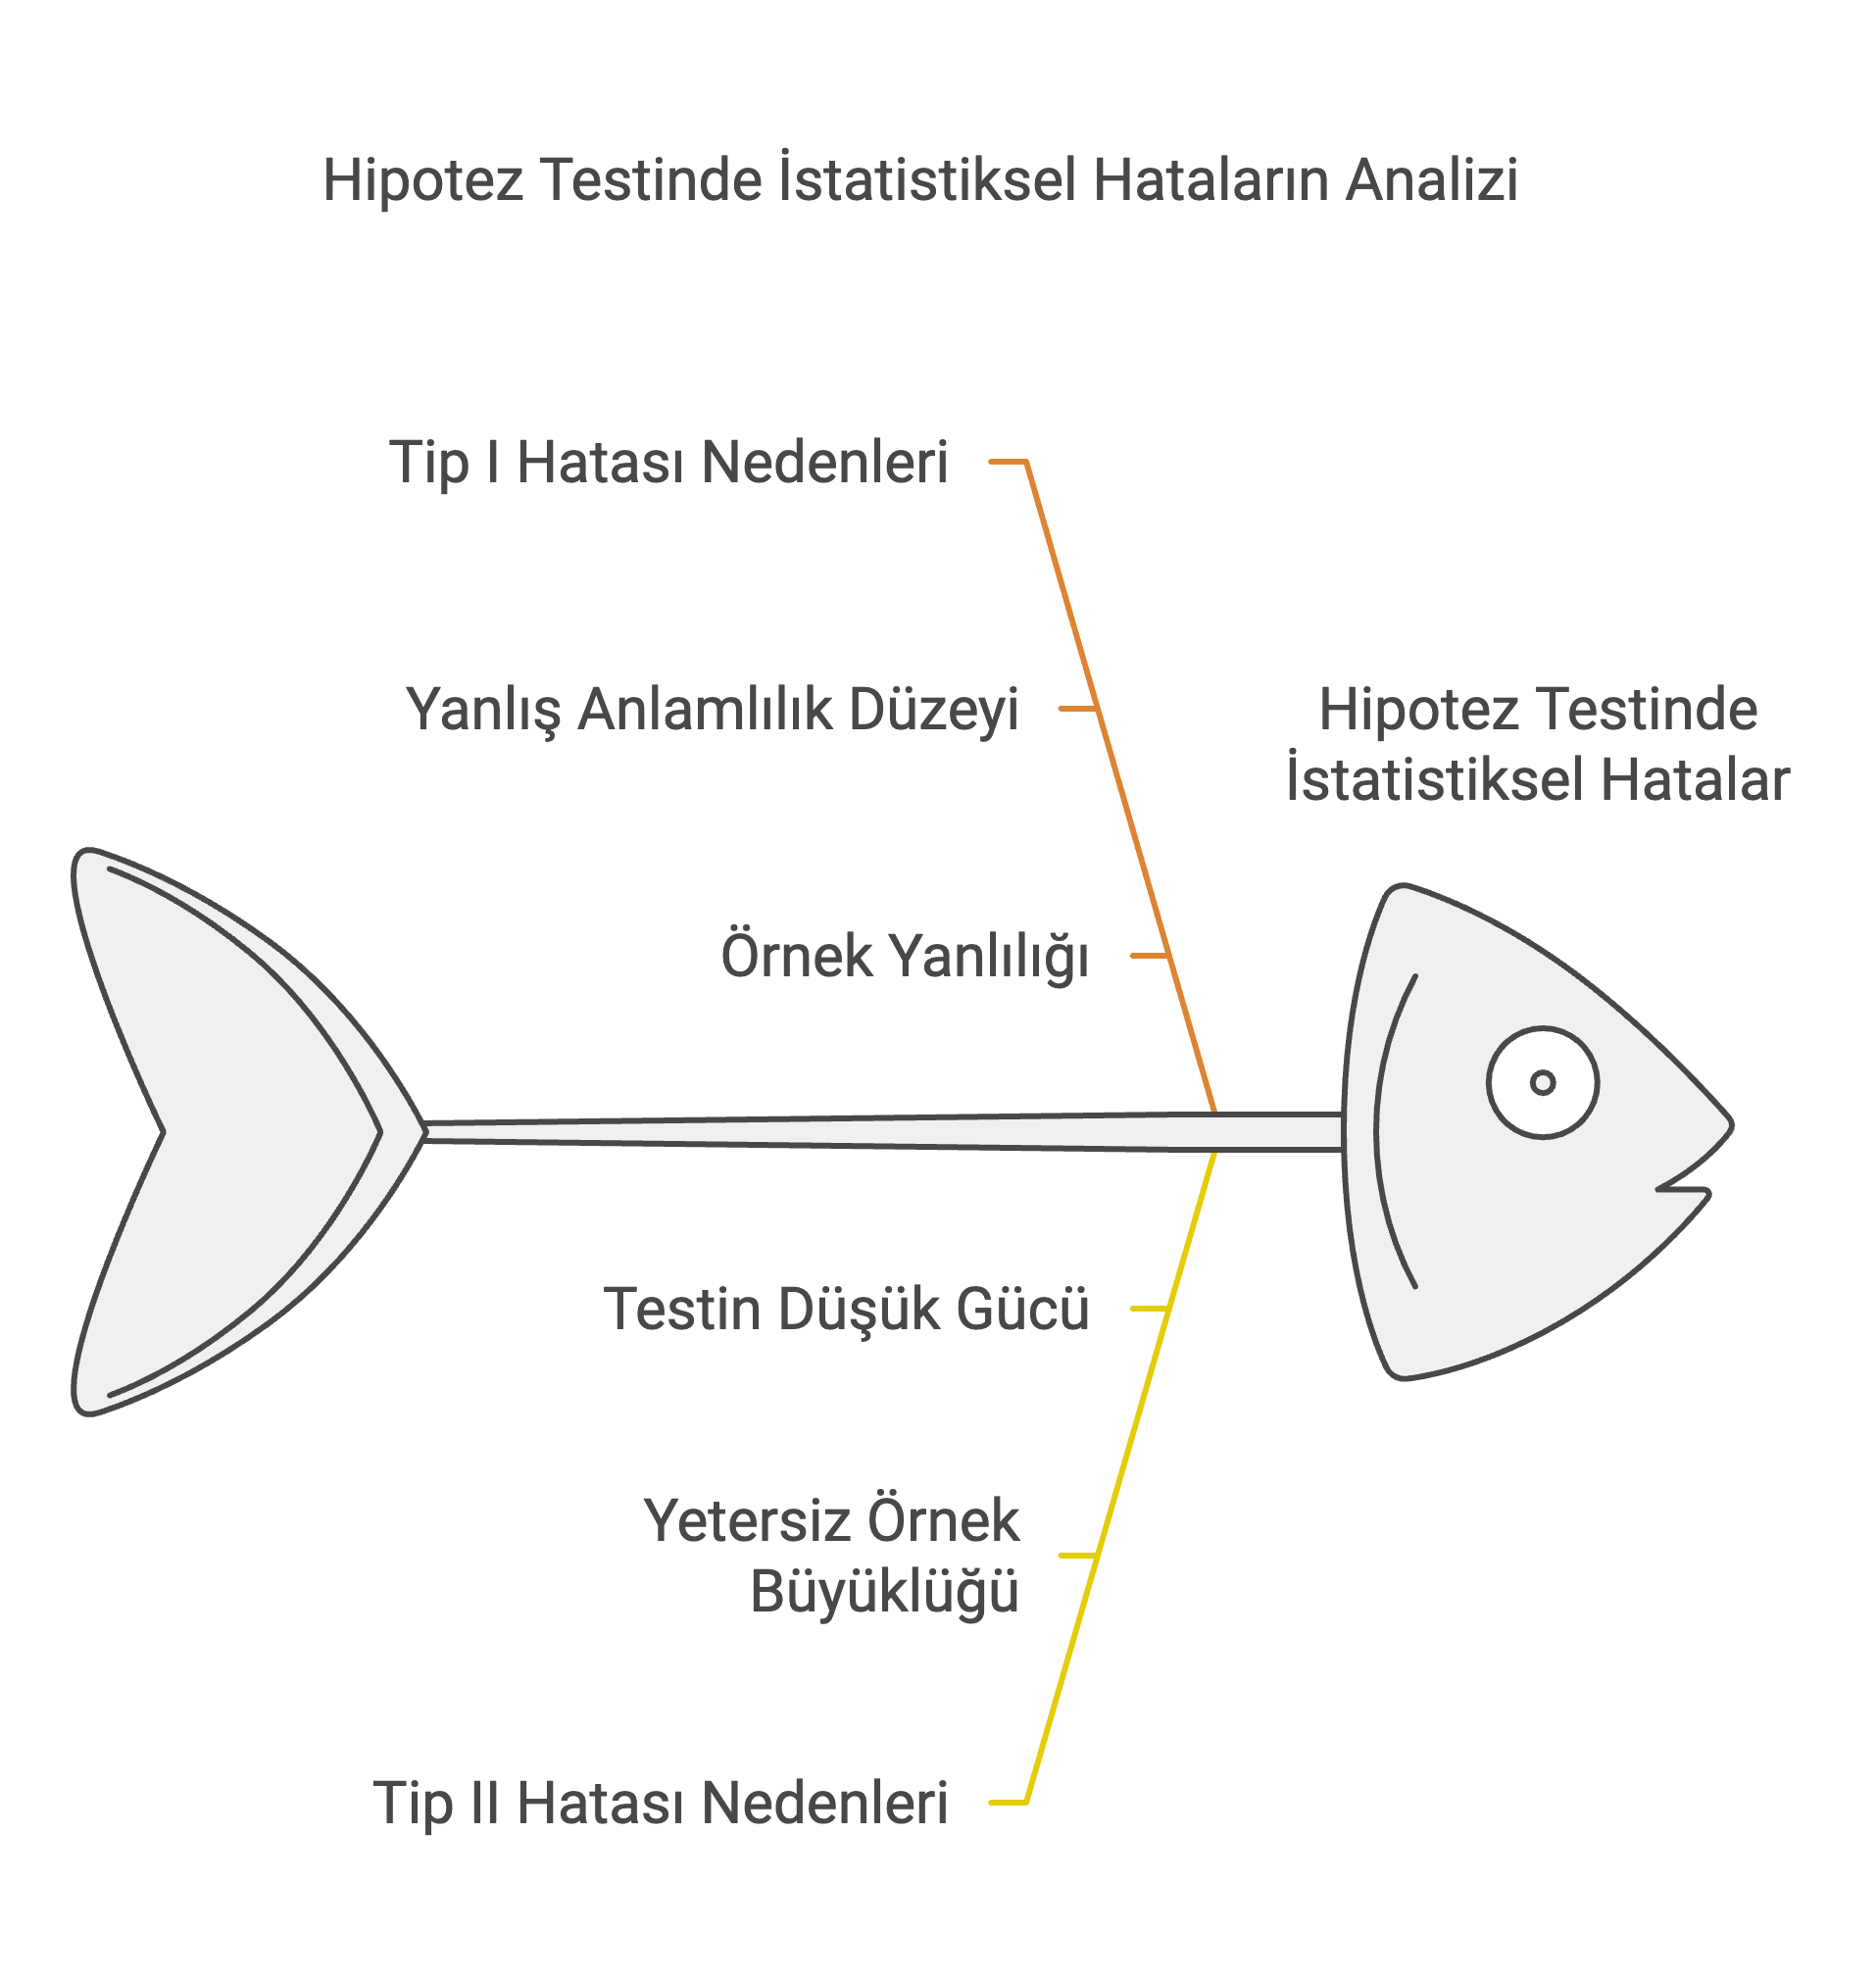 Hipotez Testinde İstatistiksel Hataların Analizi
Tip I Hatası Nedenleri
Yanlış Anlamlılık Düzeyi
Hipotez Testinde
İstatistiksel Hatalar
Örnek Yanlılığı
Testin Düşük Gücü
Yetersiz Örnek
Büyüklüğü
Tip II Hatası Nedenleri